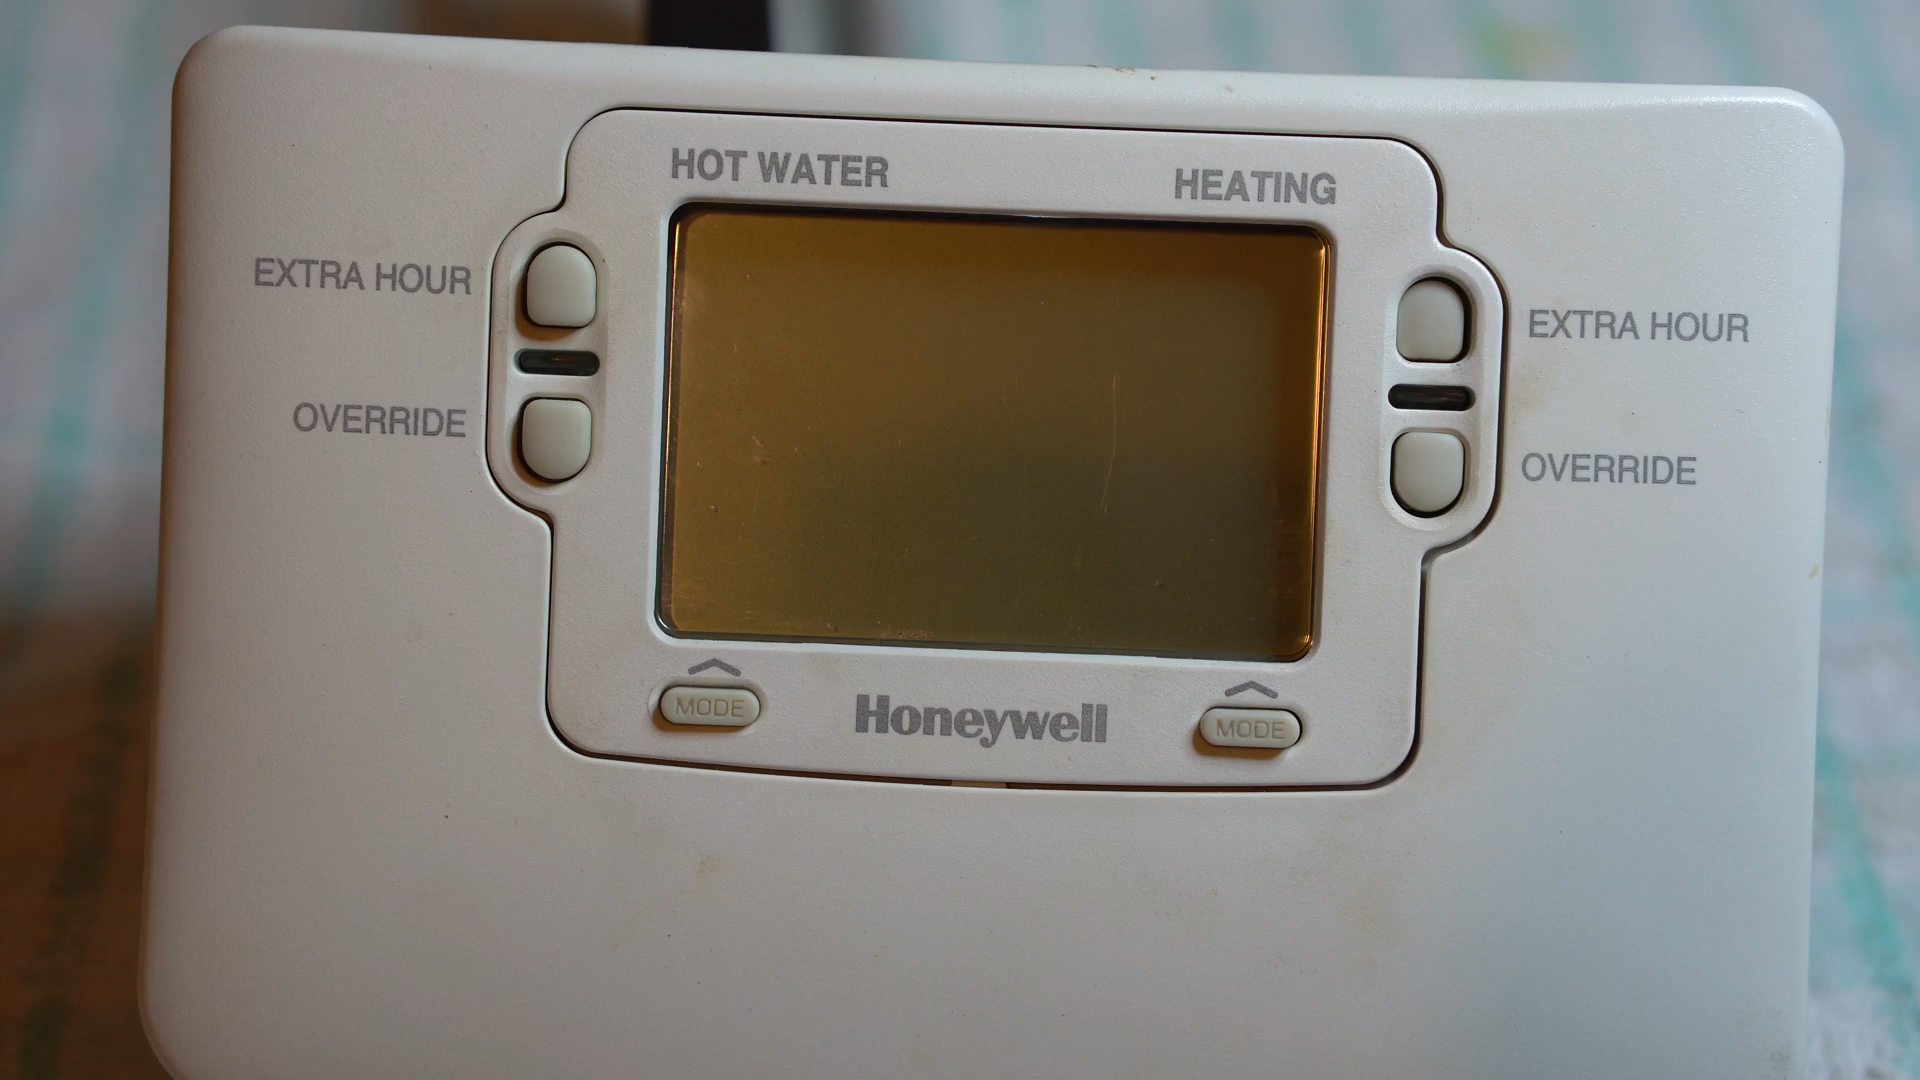 HOT WATER
HEATING
EXTRA HOUR
EXTRA HOUR
OVERRIDE
OVERRIDE
MODE
Honeywell
MODE